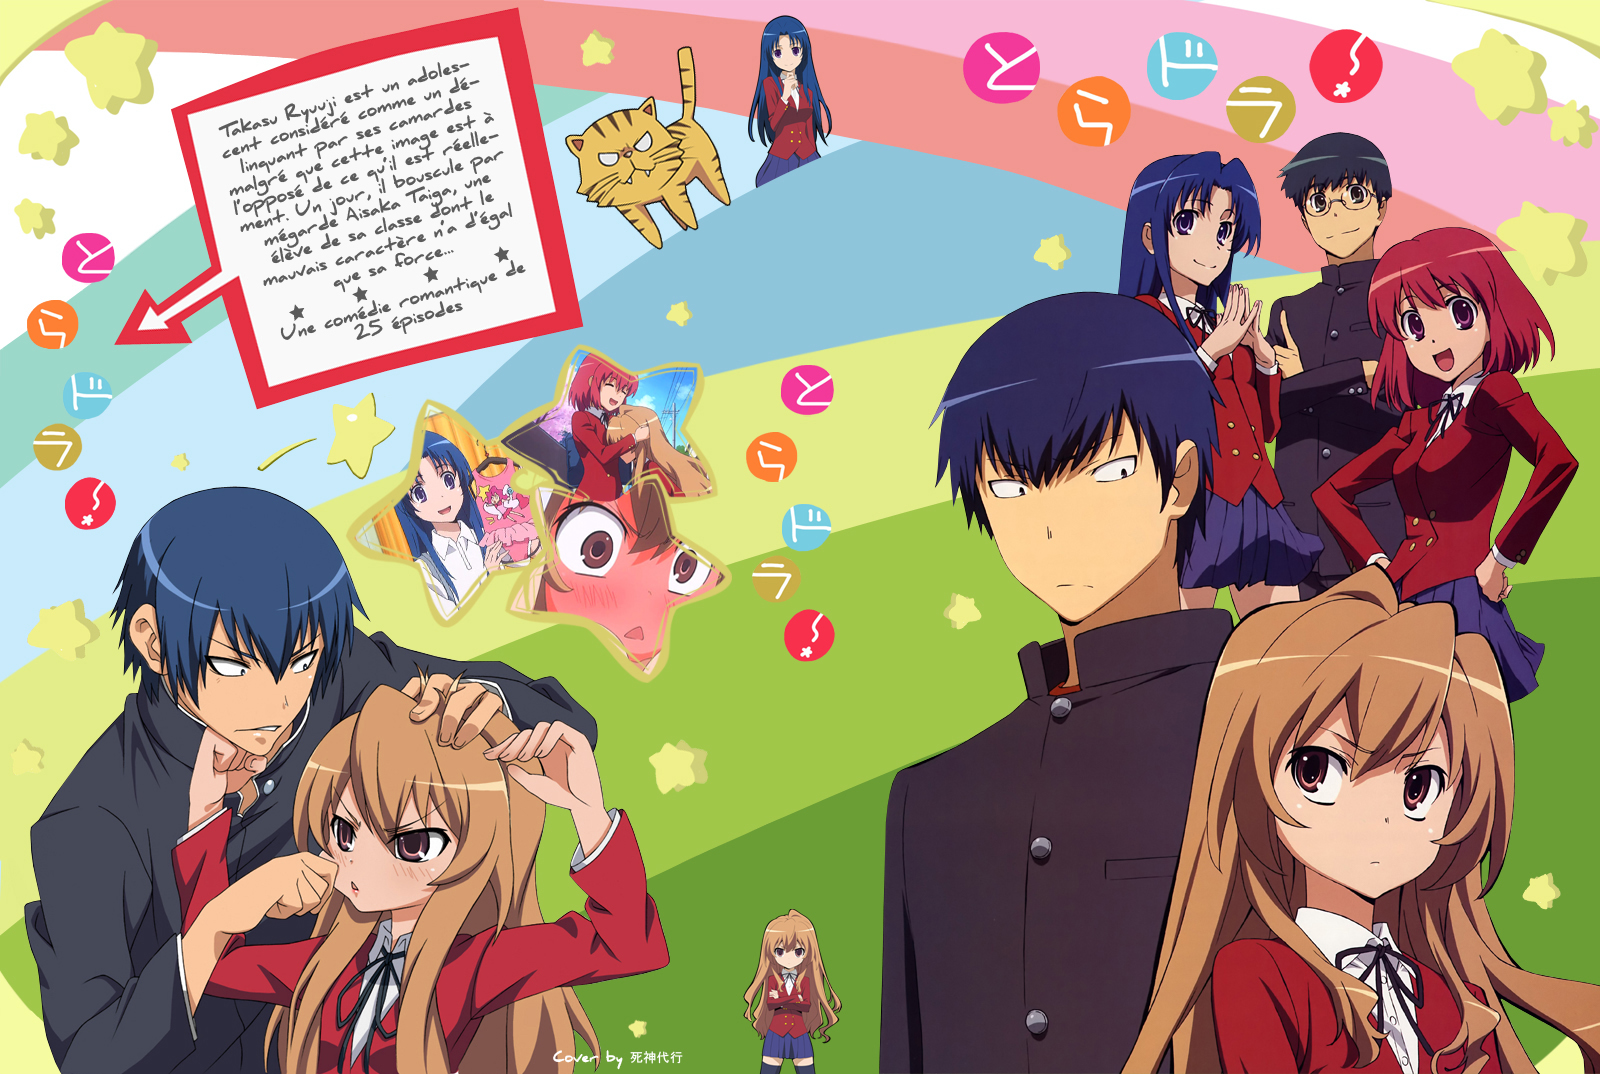 Takasu Ryuuji est un adoles-
cent considéré comme un dé-
linquant par ses camardes
malgré que cette image est à
l'opposé de ce qu'il est réelle-
ment. Un jour, il bouscule par
mégarde Aisaka Taiga, une
élève de sa classe dont le
mauvais caractère n'a d'égal
que sa force...
Une comédie romantique de
25 épisodes
とらドラ!
とらドラ!
とらドラ!
Cover by 死神代行